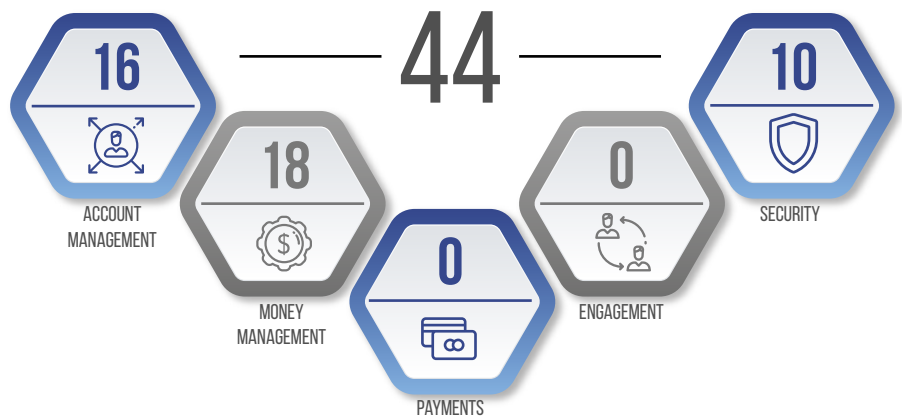 44
16
ACCOUNT
MANAGEMENT
18
$
MONEY
MANAGEMENT
0
PAYMENTS
0
ENGAGEMENT
10
SECURITY